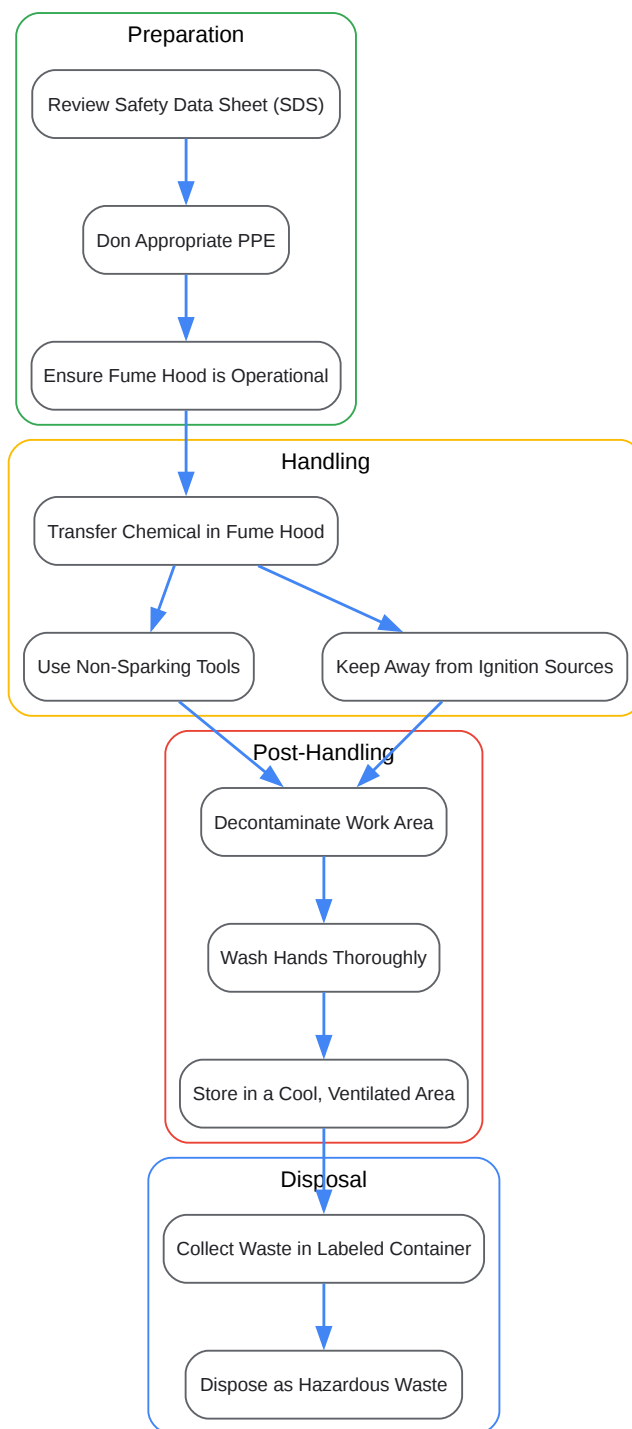 Preparation
Review Safety Data Sheet (SDS)
Don Appropriate PPE
Ensure Fume Hood is Operational
Handling
Transfer Chemical in Fume Hood
Use Non-Sparking Tools
Keep Away from Ignition Sources
Post-Handling
Decontaminate Work Area
Wash Hands Thoroughly
Store in a Cool, Ventilated Area
Disposal
Collect Waste in Labeled Container
Dispose as Hazardous Waste